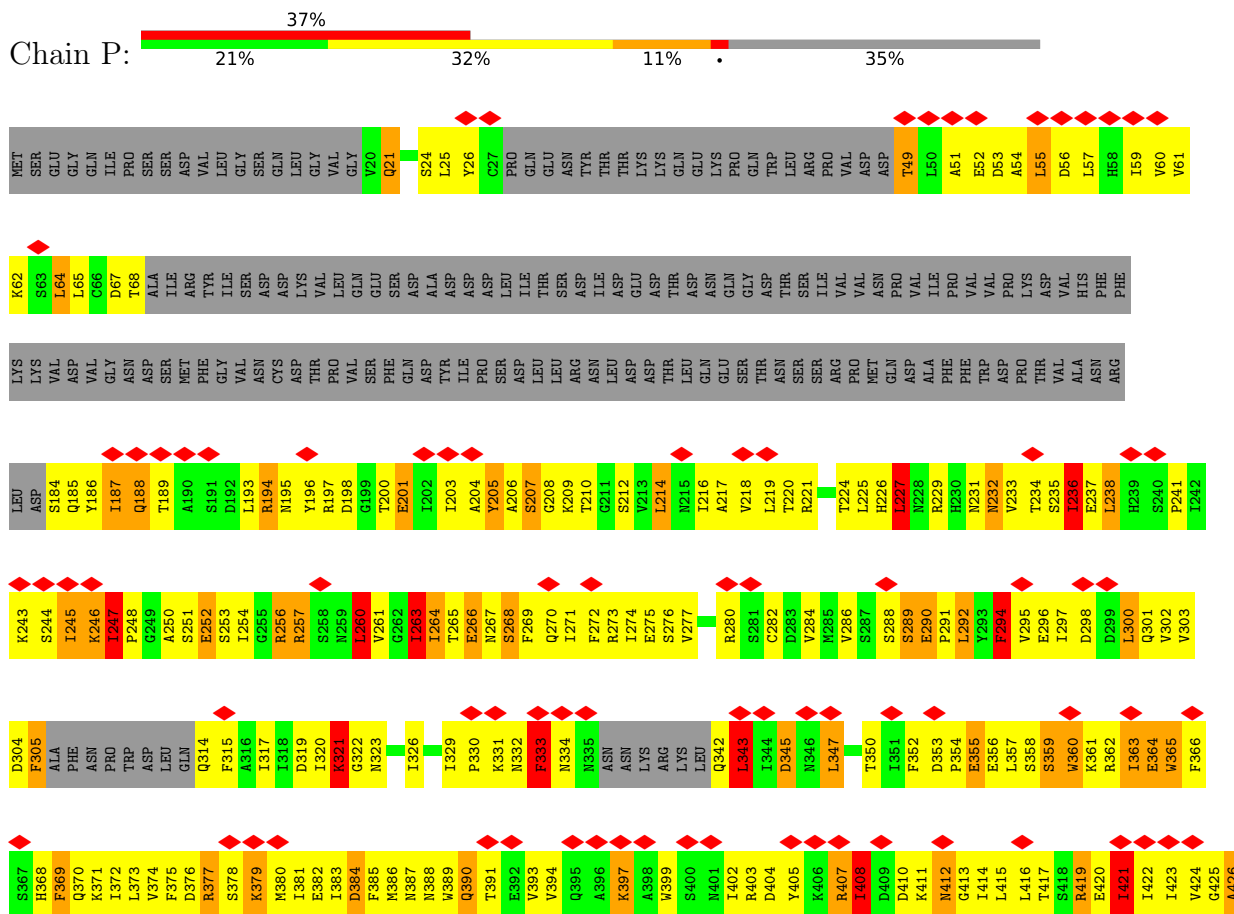 37%
Chain P:
21% 32% 11% • 35%
MET SER GLU GLY GLN ILE PRO SER SER ASP VAL LEU GLY SER GLN LEU GLY VAL GLY V20 Q21 S24 L25 Y26 C27 PRO GLN GLU ASN TYR THR THR LYS LYS GLN GLU LYS PRO GLN TRP LEU ARG PRO VAL ASP ASP T49 L50 A51 E52 D53 A54 L55 D56 L57 H58 I59 V60 V61
K62 S63 L64 L65 C66 D67 T68 ALA ILE ARG TYR ILE SER ASP ASP LYS VAL LEU GLN GLU SER ASP ALA ASP ASP ASP LEU ILE THR SER ASP ILE ASP GLU ASP THR ASP ASN GLN GLY ASP THR SER ILE VAL VAL ASN PRO VAL ILE PRO VAL VAL PRO LYS ASP VAL HIS PHE PHE
LYS LYS VAL ASP VAL GLY ASN ASP SER MET PHE GLY VAL ASN CYS ASP THR PRO VAL SER PHE GLN ASP TYR ILE PRO SER ASP LEU LEU ARG ASN LEU ASP ASP THR LEU GLN GLU SER THR ASN SER SER ARG PRO MET GLN ASP ALA PHE PHE TRP ASP PRO THR VAL ALA ASN ARG
LEU ASP S184 Q185 Y186 I187 Q188 T189 A190 S191 D192 L193 R194 N195 Y196 R197 D198 G199 T200 E201 I202 I203 A204 Y205 A206 S207 G208 K209 T210 G211 S212 V213 L214 N215 I216 A217 V218 L219 T220 R221 T224 L225 H226 L227 N228 R229 H230 N231 N232 V233 T234 S235 I236 E237 L238 H239 S240 P241 I242
K243 S244 I245 K246 I247 P248 G249 A250 S251 E252 S253 I254 G255 R256 R257 S258 N259 L260 V261 G262 I263 I264 T265 E266 N267 S268 F269 Q270 I271 F272 R273 I274 E275 S276 V277 R280 S281 C282 D283 V284 M285 V286 S287 S288 S289 E290 P291 L292 Y293 F294 V295 E296 I297 D298 D299 L300 Q301 V302 V303
D304 F305 ALA PHE ASN PRO TRP ASP LEU GLN Q314 F315 A316 I317 I318 D319 I320 K321 G322 N323 I326 I329 P330 K331 N332 F333 N334 N335 ASN ASN LYS ARG LYS LEU Q342 L343 I344 D345 N346 L347 T350 I351 F352 D353 P354 E355 E356 L357 S358 S359 W360 K361 R362 I363 E364 W365 F366
S367 H368 F369 Q370 K371 I372 L373 V374 F375 D376 R377 S378 K379 M380 I381 E382 I383 D384 F385 M386 N387 N388 W389 Q390 T391 E392 V393 V394 Q395 A396 K397 A398 W399 S400 N401 I402 R403 D404 Y405 K406 R407 I408 D409 D410 K411 N412 G413 I414 L415 L416 T417 S418 R419 E420 I421 I422 I423 V424 G425 A426